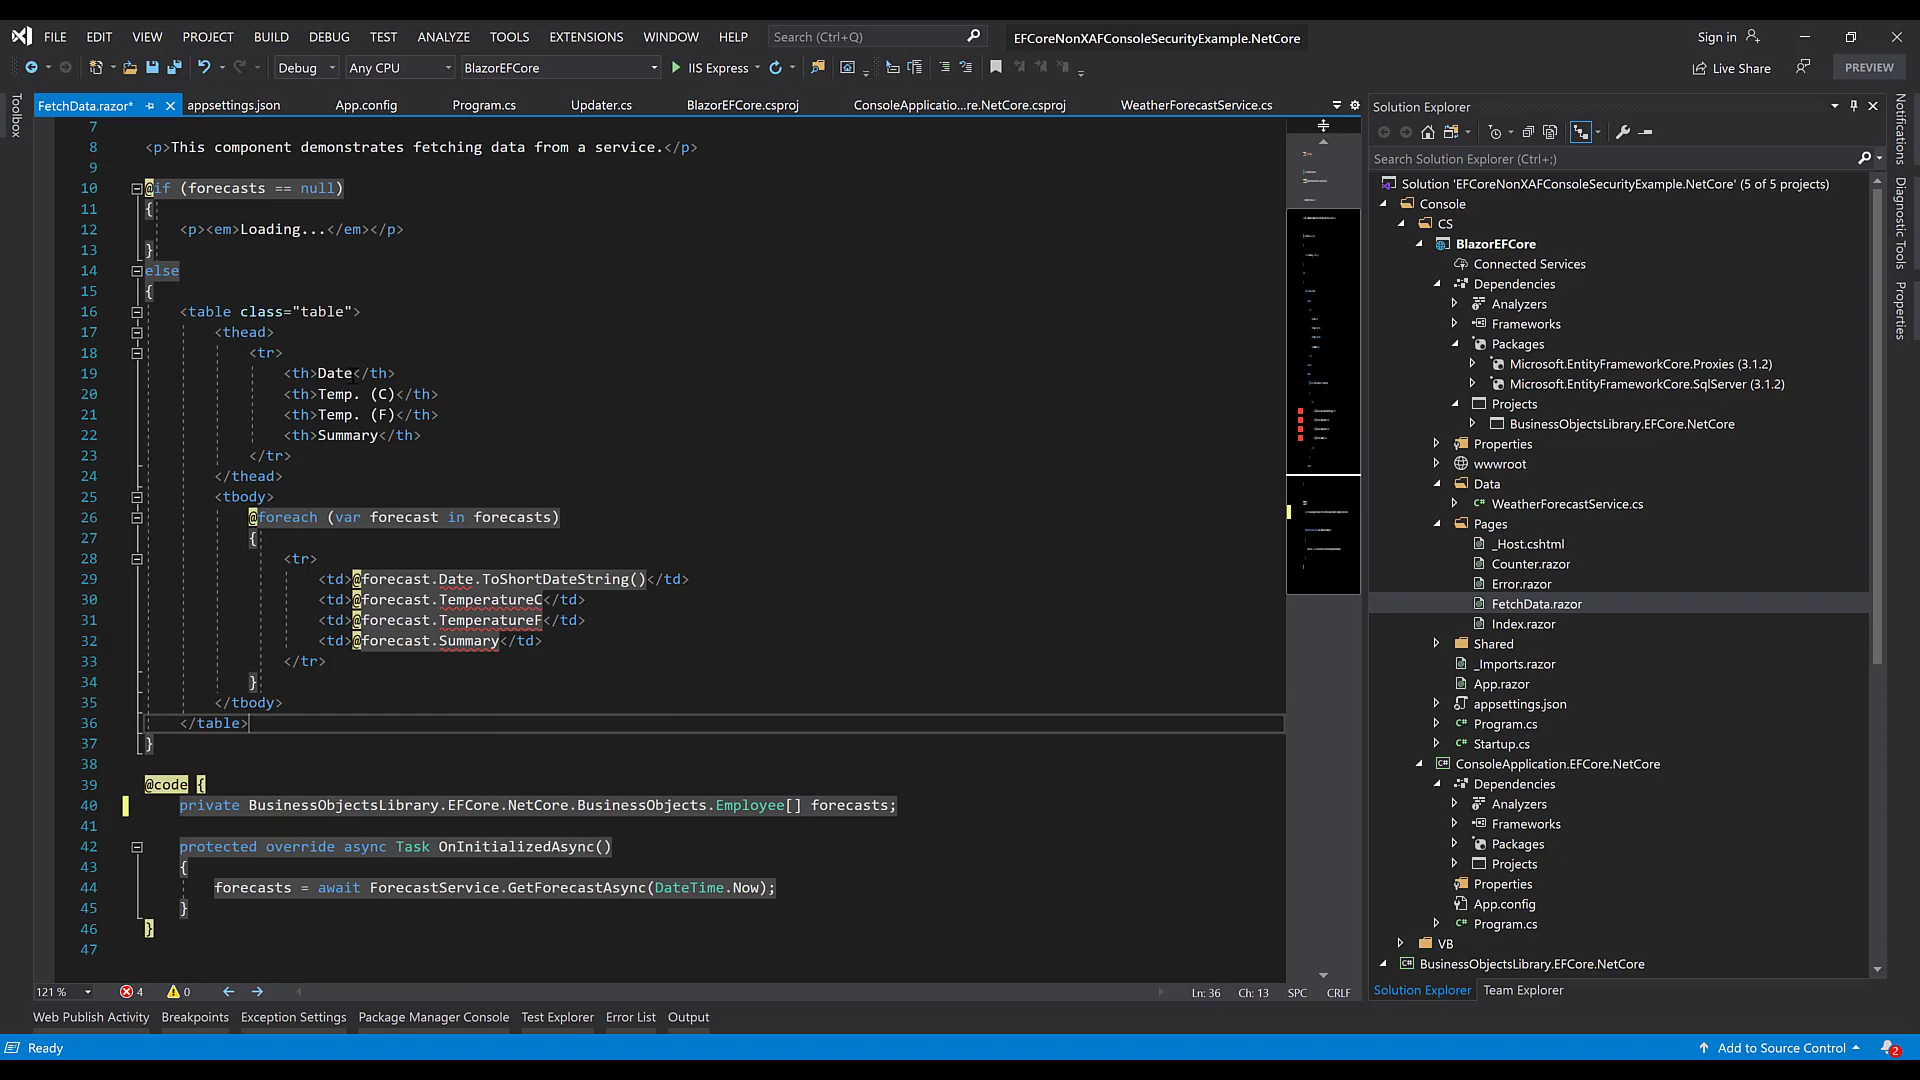 FILE EDIT VIEW PROJECT BUILD DEBUG TEST ANALYZE TOOLS EXTENSIONS WINDOW HELP Search (Ctrl+Q) EFCoreNonXAFConsoleSecurityExample.NetCore Sign in
Debug Any CPU BlazorEFCore IIS Express Live Share PREVIEW
Toolbox
FetchData.razor* appsettings.json App.config Program.cs Updater.cs BlazorEFCore.csproj ConsoleApplicatio...re.NetCore.csproj WeatherForecastService.cs
7
8 <p>This component demonstrates fetching data from a service.</p>
9
10 @if (forecasts == null)
11 {
12 <p><em>Loading...</em></p>
13 }
14 else
15 {
16 <table class="table">
17 <thead>
18 <tr>
19 <th>Date</th>
20 <th>Temp. (C)</th>
21 <th>Temp. (F)</th>
22 <th>Summary</th>
23 </tr>
24 </thead>
25 <tbody>
26 @foreach (var forecast in forecasts)
27 {
28 <tr>
29 <td>@forecast.Date.ToShortDateString()</td>
30 <td>@forecast.TemperatureC</td>
31 <td>@forecast.TemperatureF</td>
32 <td>@forecast.Summary</td>
33 </tr>
34 }
35 </tbody>
36 </table>
37 }
38
39 @code {
40 private BusinessObjectsLibrary.EFCore.NetCore.BusinessObjects.Employee[] forecasts;
41
42 protected override async Task OnInitializedAsync()
43 {
44 forecasts = await ForecastService.GetForecastAsync(DateTime.Now);
45 }
46 }
47
121 % 4 0 Ln: 36 Ch: 13 SPC CRLF
Web Publish Activity Breakpoints Exception Settings Package Manager Console Test Explorer Error List Output
Ready Add to Source Control 2
Solution Explorer
Search Solution Explorer (Ctrl+;)
Solution 'EFCoreNonXAFConsoleSecurityExample.NetCore' (5 of 5 projects)
Console
CS
BlazorEFCore
Connected Services
Dependencies
Analyzers
Frameworks
Packages
Microsoft.EntityFrameworkCore.Proxies (3.1.2)
Microsoft.EntityFrameworkCore.SqlServer (3.1.2)
Projects
BusinessObjectsLibrary.EFCore.NetCore
Properties
wwwroot
Data
WeatherForecastService.cs
Pages
_Host.cshtml
Counter.razor
Error.razor
FetchData.razor
Index.razor
Shared
_Imports.razor
App.razor
appsettings.json
Program.cs
Startup.cs
ConsoleApplication.EFCore.NetCore
Dependencies
Analyzers
Frameworks
Packages
Projects
Properties
App.config
Program.cs
VB
BusinessObjectsLibrary.EFCore.NetCore
Solution Explorer Team Explorer
Notifications
Diagnostic Tools
Properties